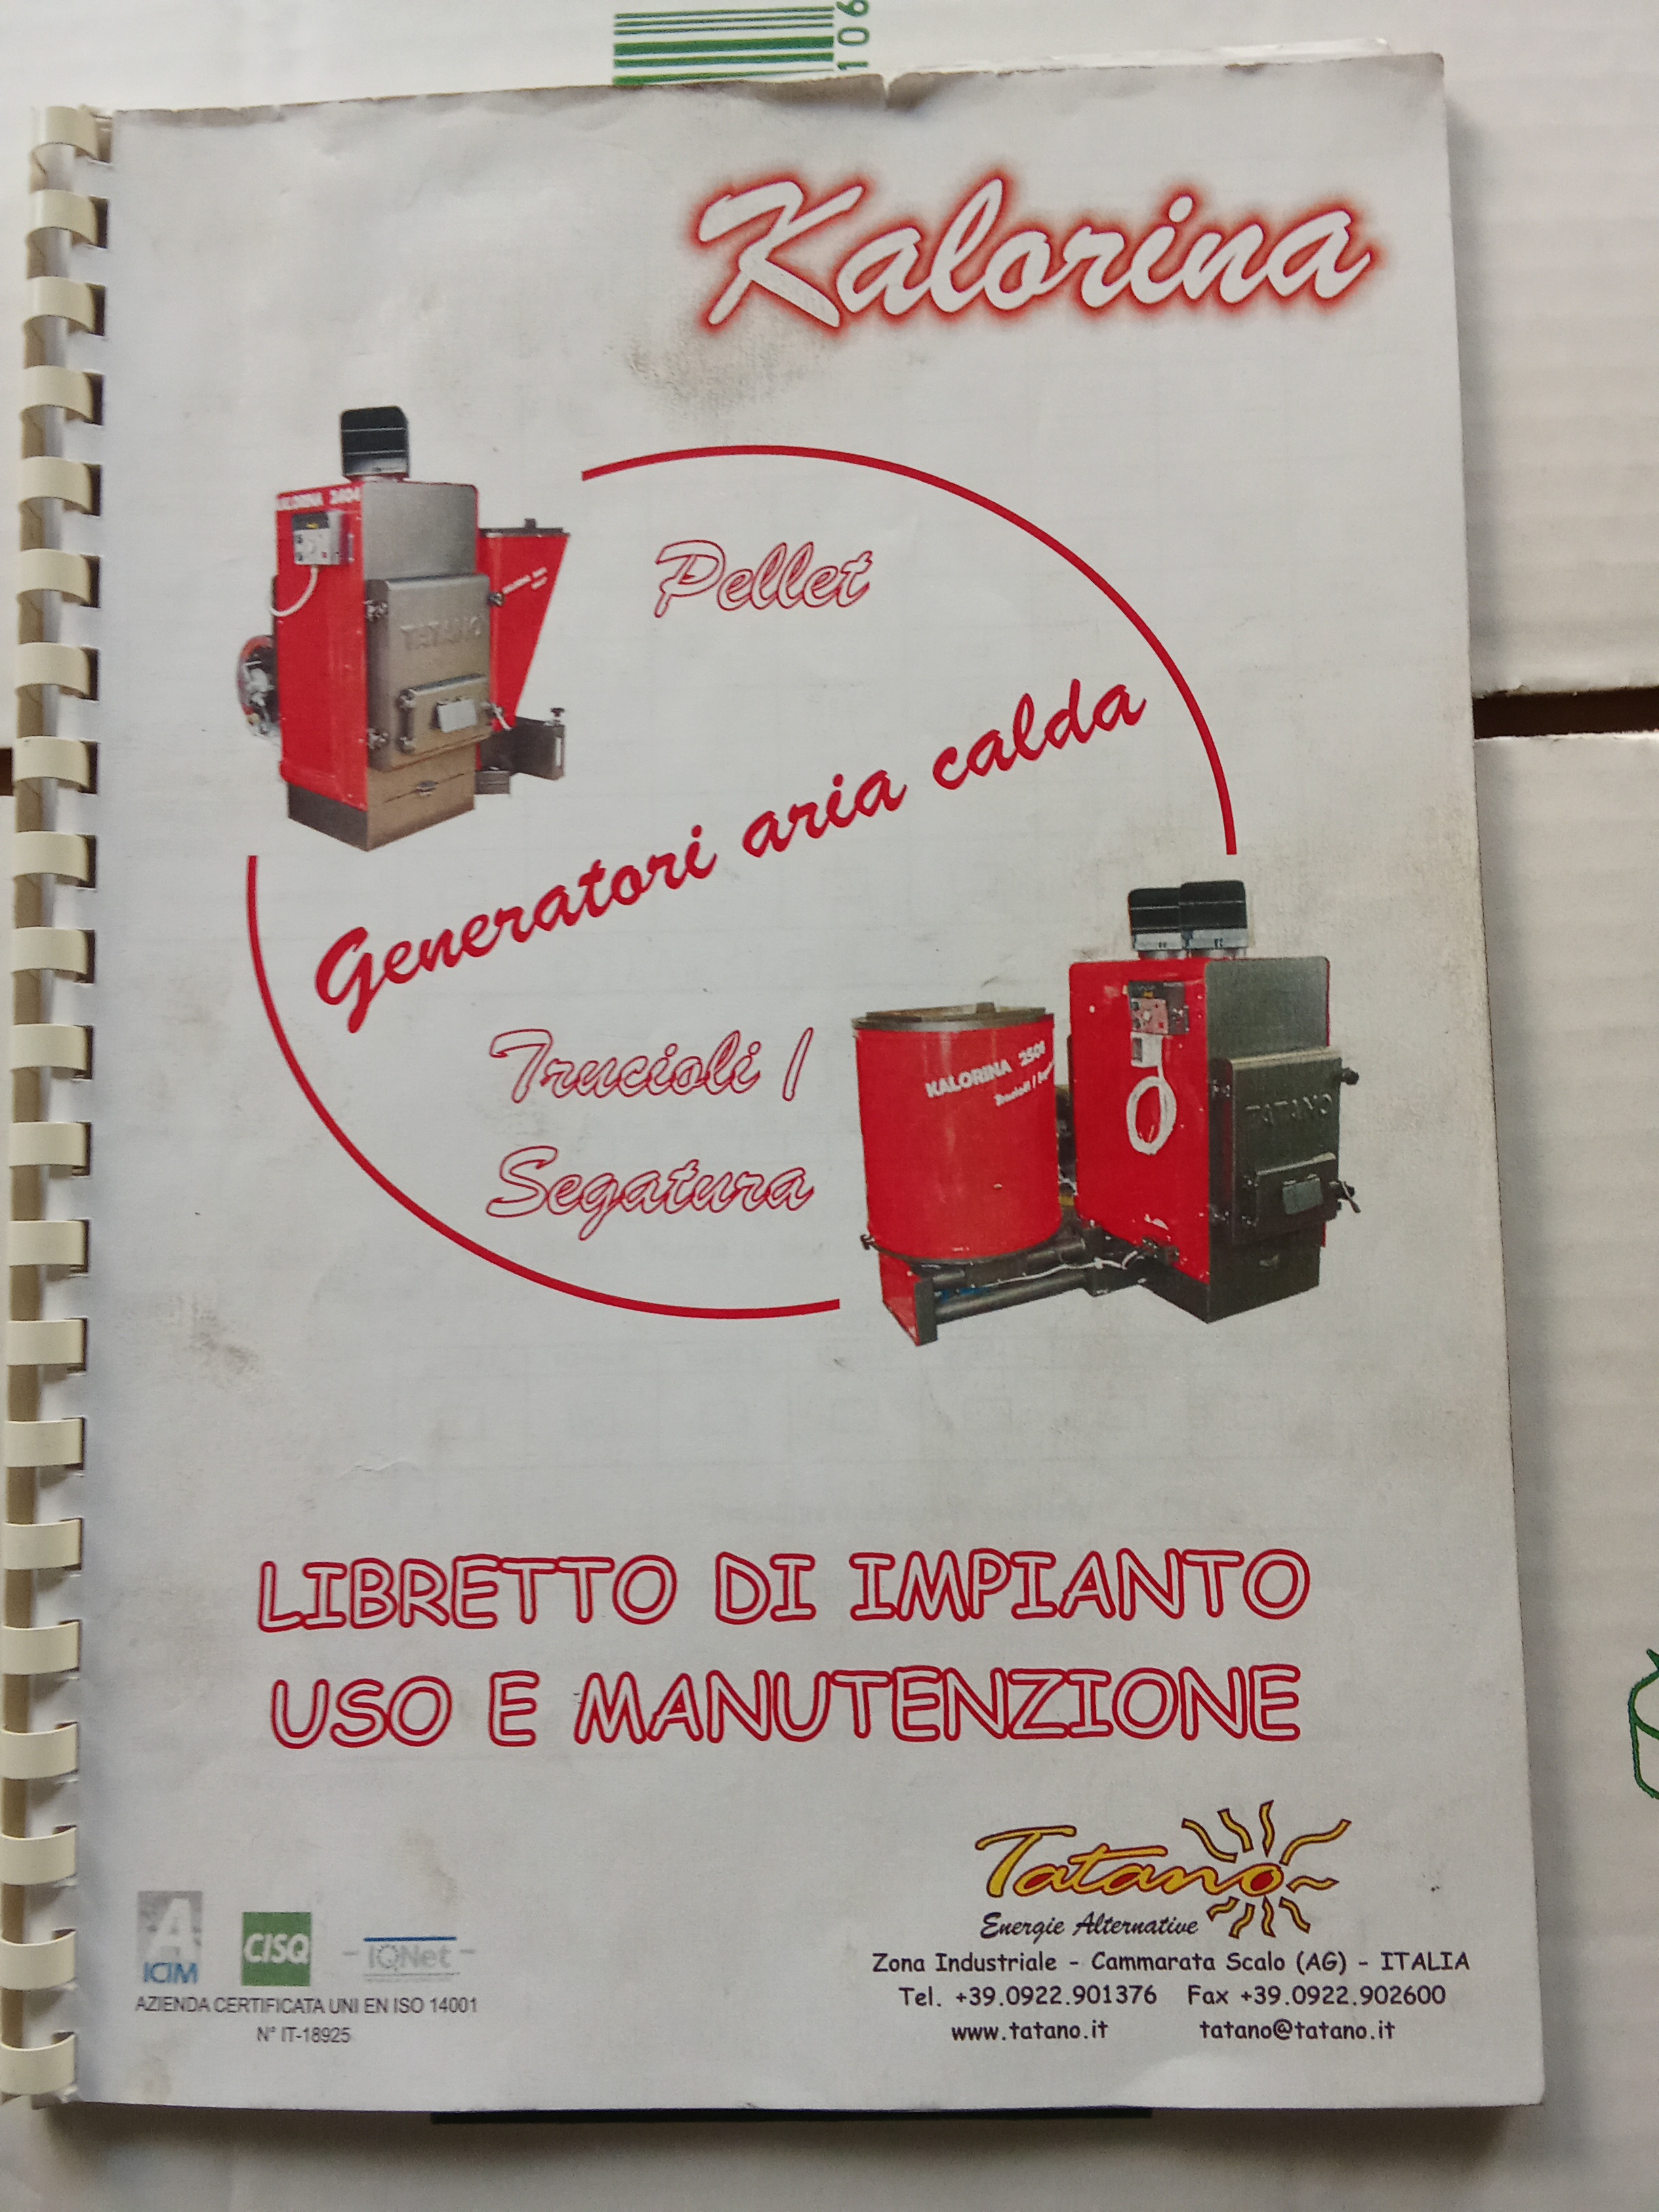 106
Kalorina
KALORINA 2404
Pellet
TATANO
Generatori aria calda
Trucioli /
Segatura
KALORINA
TATANO
LIBRETTO DI IMPIANTO
USO E MANUTENZIONE
Tatano
Energie Alternative
Zona Industriale - Cammarata Scalo (AG) - ITALIA
Tel. +39.0922.901376 Fax +39.0922.902600
www.tatano.it tatano@tatano.it
ICIM
CISQ
IQNet
AZIENDA CERTIFICATA UNI EN ISO 14001
N° IT-18925